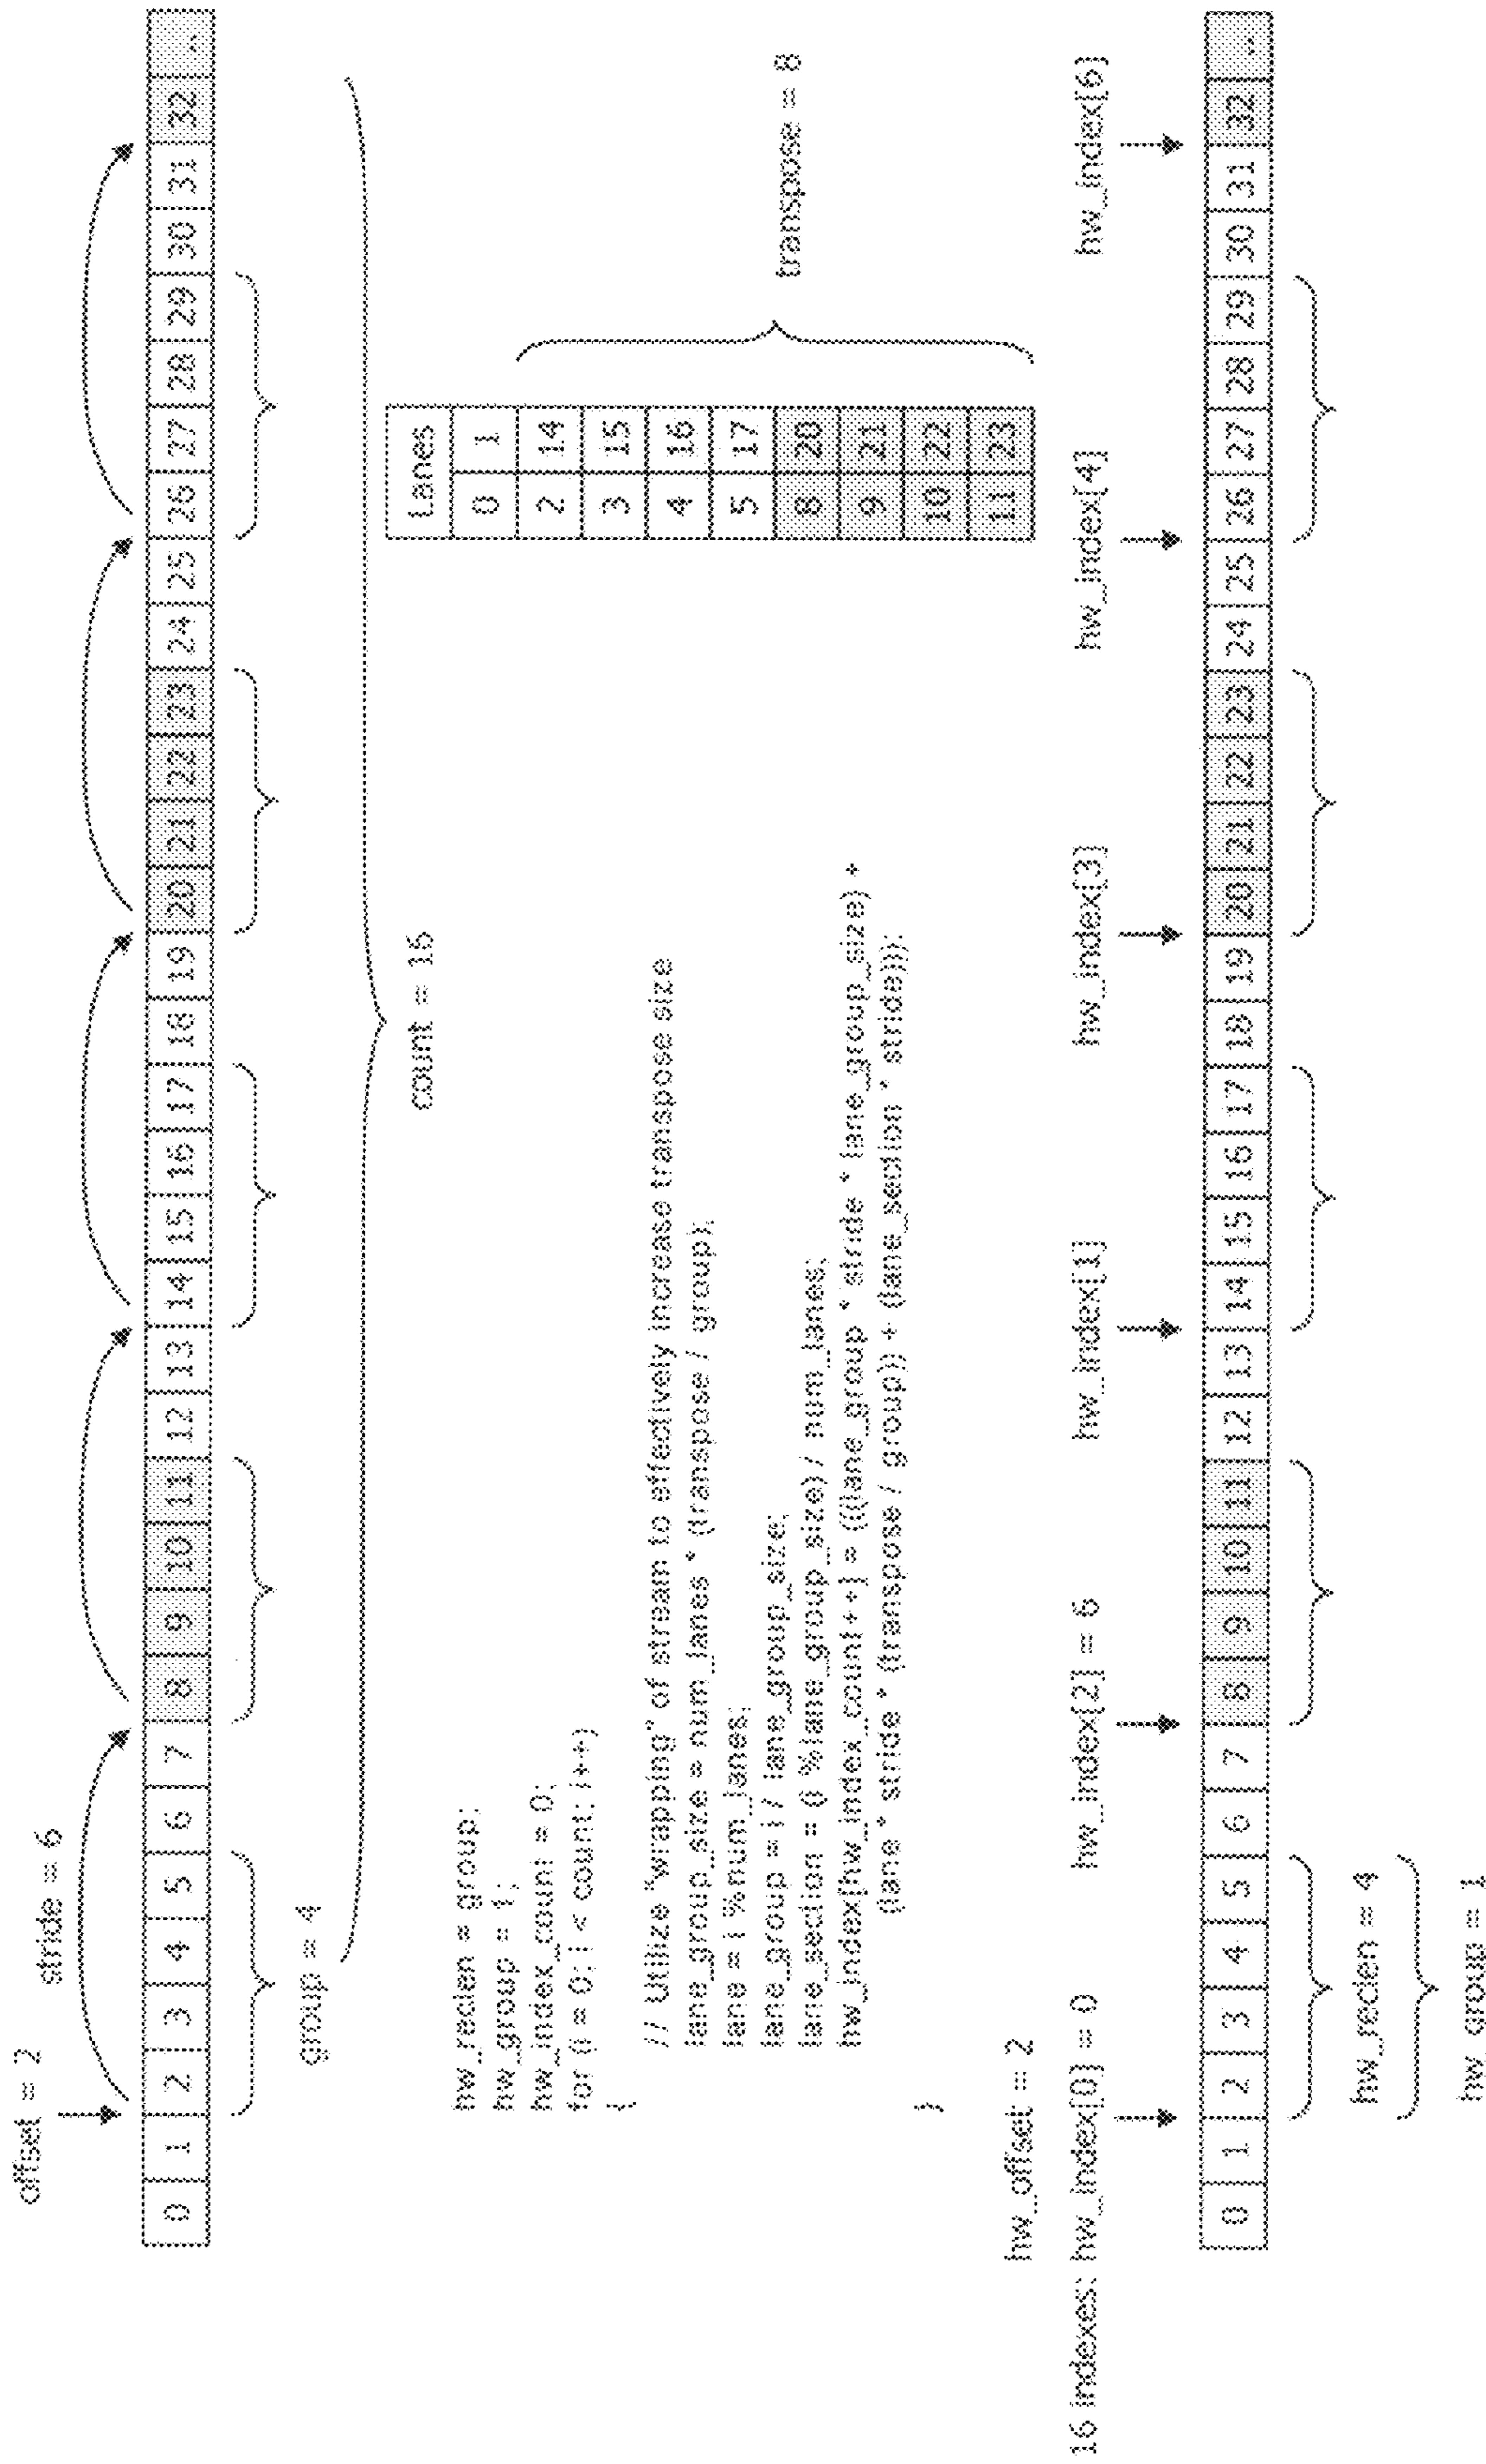 offset = 2
stride = 6
0 1 2 3 4 5 6 7 8 9 10 11 12 13 14 15 16 17 18 19 20 21 22 23 24 25 26 27 28 29 30 31 32 ..
group = 4
count = 16
hw_reclen = group;
hw_group = 1;
hw_index_count = 0;
for (i = 0; i < count; i++)
{
// Utilize "wrapping" of stream to effectively increase transpose size
lane_group_size = num_lanes * (transpose / group);
lane = i %num_lanes;
lane_group = i / lane_group_size;
lane_section = (i %lane_group_size) / num_lanes;
hw_index[hw_index_count++] = (((lane_group * stride * lane_group_size) +
(lane * stride * (transpose / group)) + (lane_section * stride)));
}
Lanes
0 1
2 14
3 15
4 16
5 17
8 20
9 21
10 22
11 23
transpose = 8
hw_offset = 2
16 indexes: hw_index[0] = 0
hw_index[2] = 6
hw_index[1]
hw_index[3]
hw_index[4]
hw_index[6]
0 1 2 3 4 5 6 7 8 9 10 11 12 13 14 15 16 17 18 19 20 21 22 23 24 25 26 27 28 29 30 31 32 ..
hw_reclen = 4
hw_group = 1